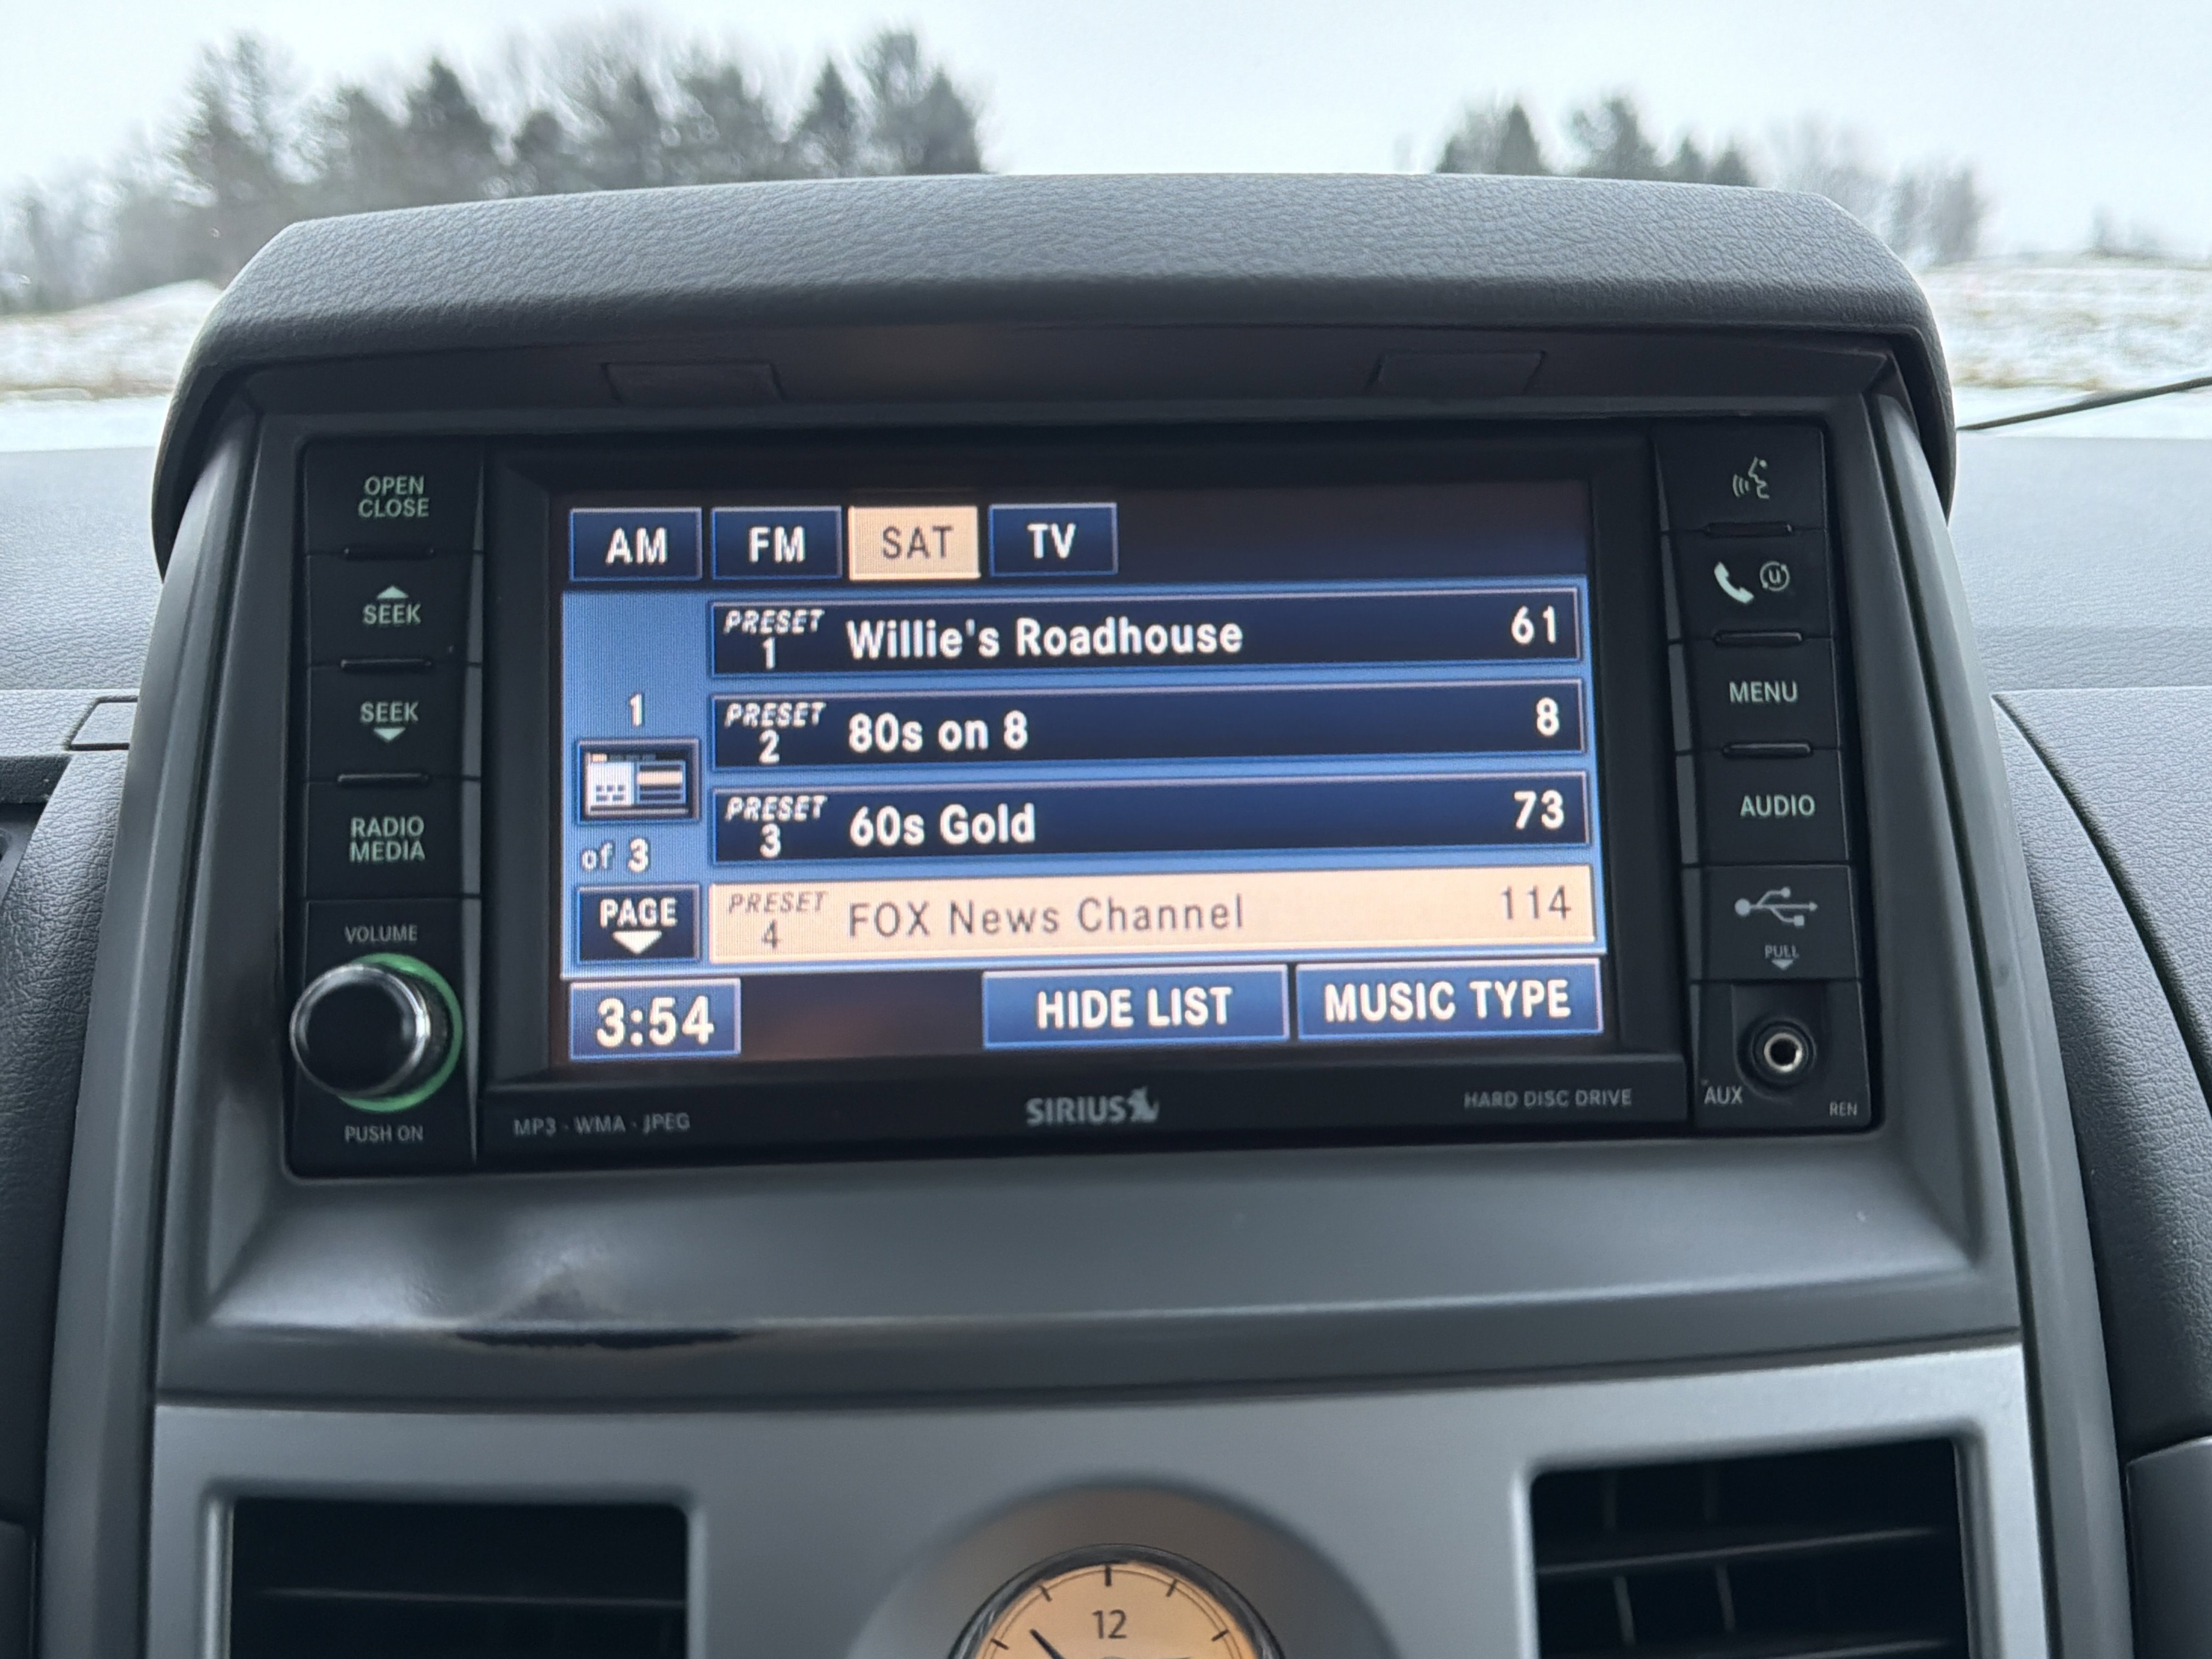 OPEN
CLOSE
SEEK
SEEK
RADIO
MEDIA
VOLUME
PUSH ON
AM FM SAT TV
PRESET 1 Willie's Roadhouse 61
PRESET 2 80s on 8 8
PRESET 3 60s Gold 73
PRESET 4 FOX News Channel 114
1
of 3
PAGE
3:54 HIDE LIST MUSIC TYPE
MP3 - WMA - JPEG SIRIUS HARD DISC DRIVE
u
MENU
AUDIO
PULL
AUX REN
12